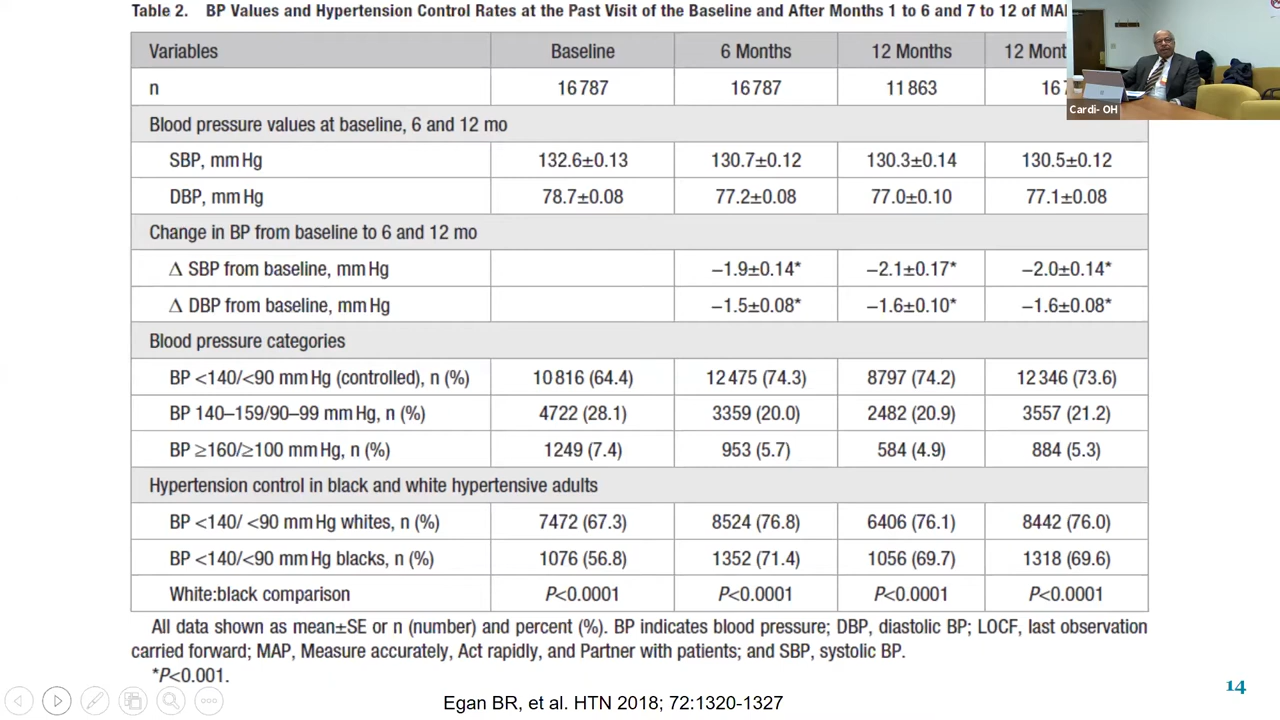 Table 2. BP Values and Hypertension Control Rates at the Past Visit of the Baseline and After Months 1 to 6 and 7 to 12 of
Variables Baseline 6 Months 12 Months 12
n 16 787 16 787 11 863
Cardi- OH
Blood pressure values at baseline, 6 and 12 mo
SBP, mm Hg 132.6±0.13 130.7±0.12 130.3±0.14 130.5±0.12
DBP, mm Hg 78.7±0.08 77.2±0.08 77.0±0.10 77.1±0.08
Change in BP from baseline to 6 and 12 mo
Δ SBP from baseline, mm Hg −1.9±0.14* −2.1±0.17* −2.0±0.14*
Δ DBP from baseline, mm Hg −1.5±0.08* −1.6±0.10* −1.6±0.08*
Blood pressure categories
BP <140/<90 mm Hg (controlled), n (%) 10 816 (64.4) 12 475 (74.3) 8797 (74.2) 12 346 (73.6)
BP 140–159/90–99 mm Hg, n (%) 4722 (28.1) 3359 (20.0) 2482 (20.9) 3557 (21.2)
BP ≥160/≥100 mm Hg, n (%) 1249 (7.4) 953 (5.7) 584 (4.9) 884 (5.3)
Hypertension control in black and white hypertensive adults
BP <140/ <90 mm Hg whites, n (%) 7472 (67.3) 8524 (76.8) 6406 (76.1) 8442 (76.0)
BP <140/<90 mm Hg blacks, n (%) 1076 (56.8) 1352 (71.4) 1056 (69.7) 1318 (69.6)
White:black comparison P<0.0001 P<0.0001 P<0.0001 P<0.0001
All data shown as mean±SE or n (number) and percent (%). BP indicates blood pressure; DBP, diastolic BP; LOCF, last observation
carried forward; MAP, Measure accurately, Act rapidly, and Partner with patients; and SBP, systolic BP.
*P<0.001.
14
Egan BR, et al. HTN 2018; 72:1320-1327